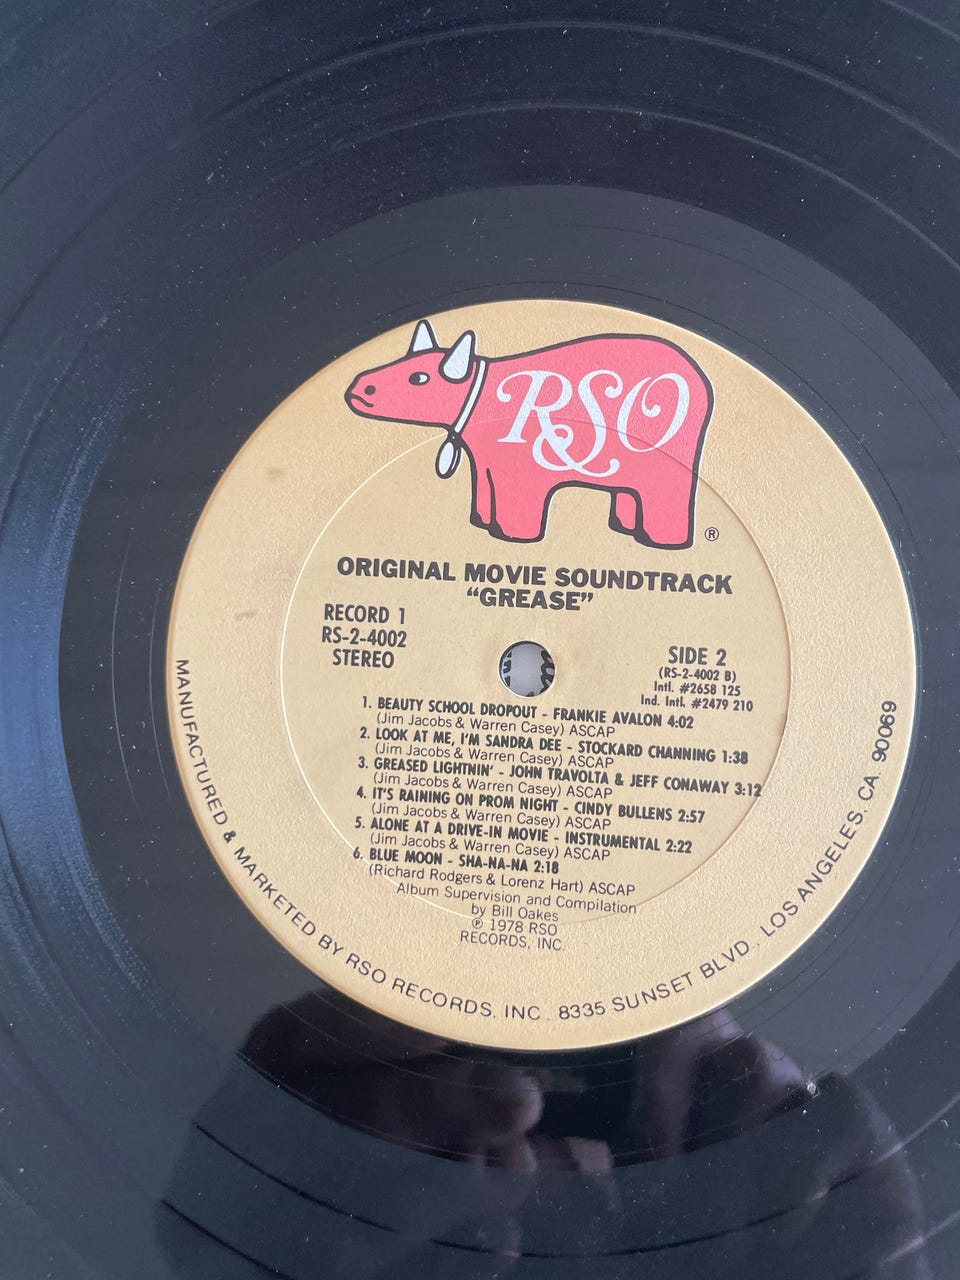 RSO
®
ORIGINAL MOVIE SOUNDTRACK
"GREASE"
RECORD 1
RS-2-4002
STEREO
SIDE 2
(RS-2-4002 B)
Intl. #2658 125
Ind. Intl. #2479 210
1. BEAUTY SCHOOL DROPOUT - FRANKIE AVALON 4:02
(Jim Jacobs & Warren Casey) ASCAP
2. LOOK AT ME, I'M SANDRA DEE - STOCKARD CHANNING 1:38
(Jim Jacobs & Warren Casey) ASCAP
3. GREASED LIGHTNIN' - JOHN TRAVOLTA & JEFF CONAWAY 3:12
(Jim Jacobs & Warren Casey) ASCAP
4. IT'S RAINING ON PROM NIGHT - CINDY BULLENS 2:57
(Jim Jacobs & Warren Casey) ASCAP
5. ALONE AT A DRIVE-IN MOVIE - INSTRUMENTAL 2:22
(Jim Jacobs & Warren Casey) ASCAP
6. BLUE MOON - SHA-NA-NA 2:18
(Richard Rodgers & Lorenz Hart) ASCAP
Album Supervision and Compilation
by Bill Oakes
℗ 1978 RSO
RECORDS, INC.
MANUFACTURED & MARKETED BY RSO RECORDS, INC. 8335 SUNSET BLVD., LOS ANGELES, CA. 90069